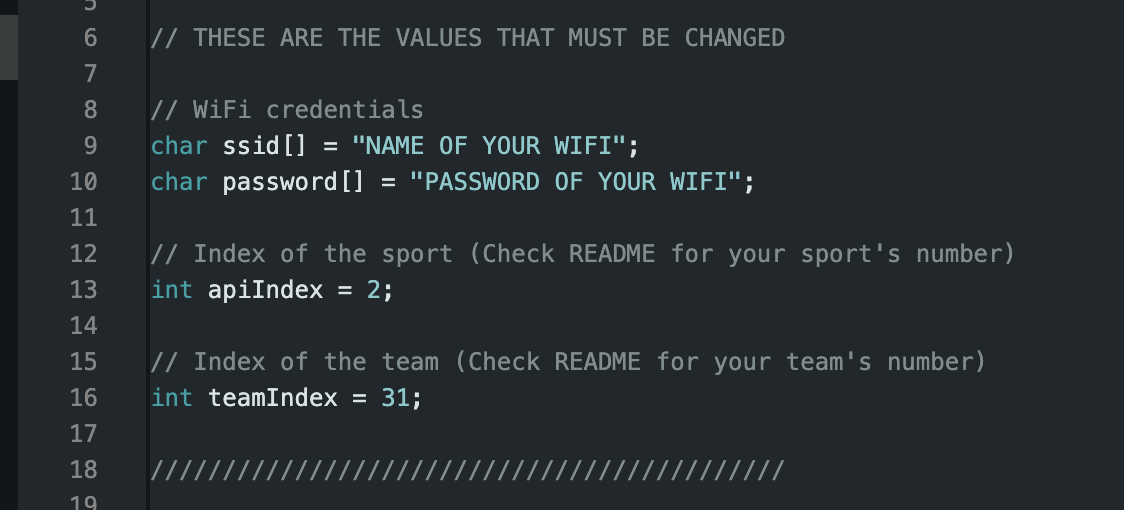 5
6 // THESE ARE THE VALUES THAT MUST BE CHANGED
7
8 // WiFi credentials
9 char ssid[] = "NAME OF YOUR WIFI";
10 char password[] = "PASSWORD OF YOUR WIFI";
11
12 // Index of the sport (Check README for your sport's number)
13 int apiIndex = 2;
14
15 // Index of the team (Check README for your team's number)
16 int teamIndex = 31;
17
18 ////////////////////////////////////////////
19